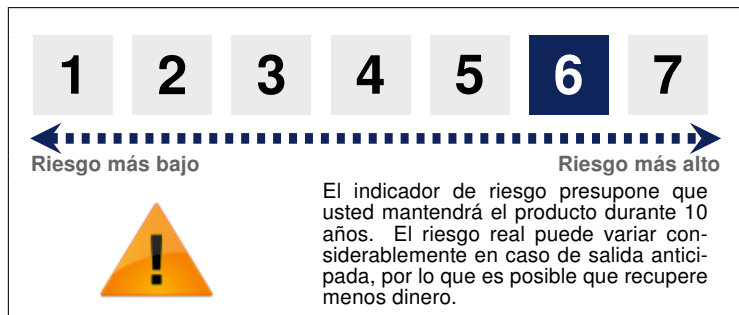 1 2 3 4 5 6 7
Riesgo más bajo Riesgo más alto
El indicador de riesgo presupone que
usted mantendrá el producto durante 10
años. El riesgo real puede variar con-
siderablemente en caso de salida antici-
pada, por lo que es posible que recupere
menos dinero.